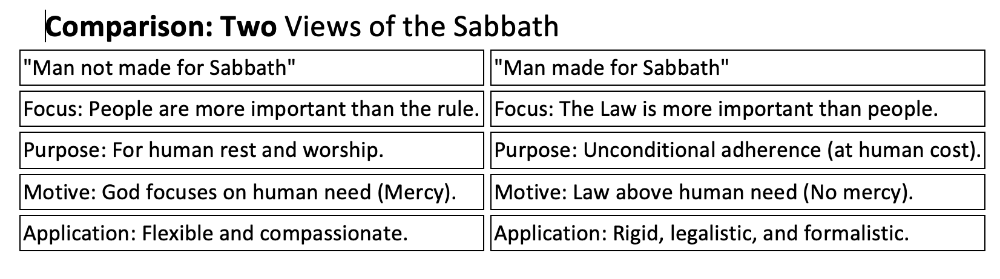 Comparison: Two Views of the Sabbath
"Man not made for Sabbath"
"Man made for Sabbath"
Focus: People are more important than the rule.
Focus: The Law is more important than people.
Purpose: For human rest and worship.
Purpose: Unconditional adherence (at human cost).
Motive: God focuses on human need (Mercy).
Motive: Law above human need (No mercy).
Application: Flexible and compassionate.
Application: Rigid, legalistic, and formalistic.